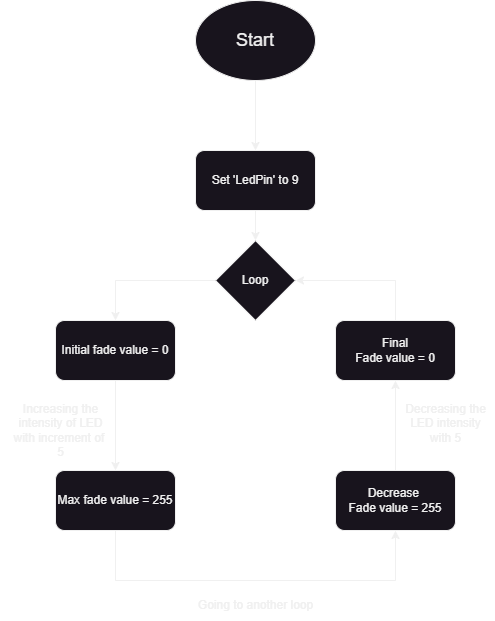 Start
Set 'LedPin' to 9
Loop
Initial fade value = 0
Final
Fade value = 0
Increasing the
intensity of LED
with increment of
5
Decreasing the
LED intensity
with 5
Max fade value = 255
Decrease
Fade value = 255
Going to another loop